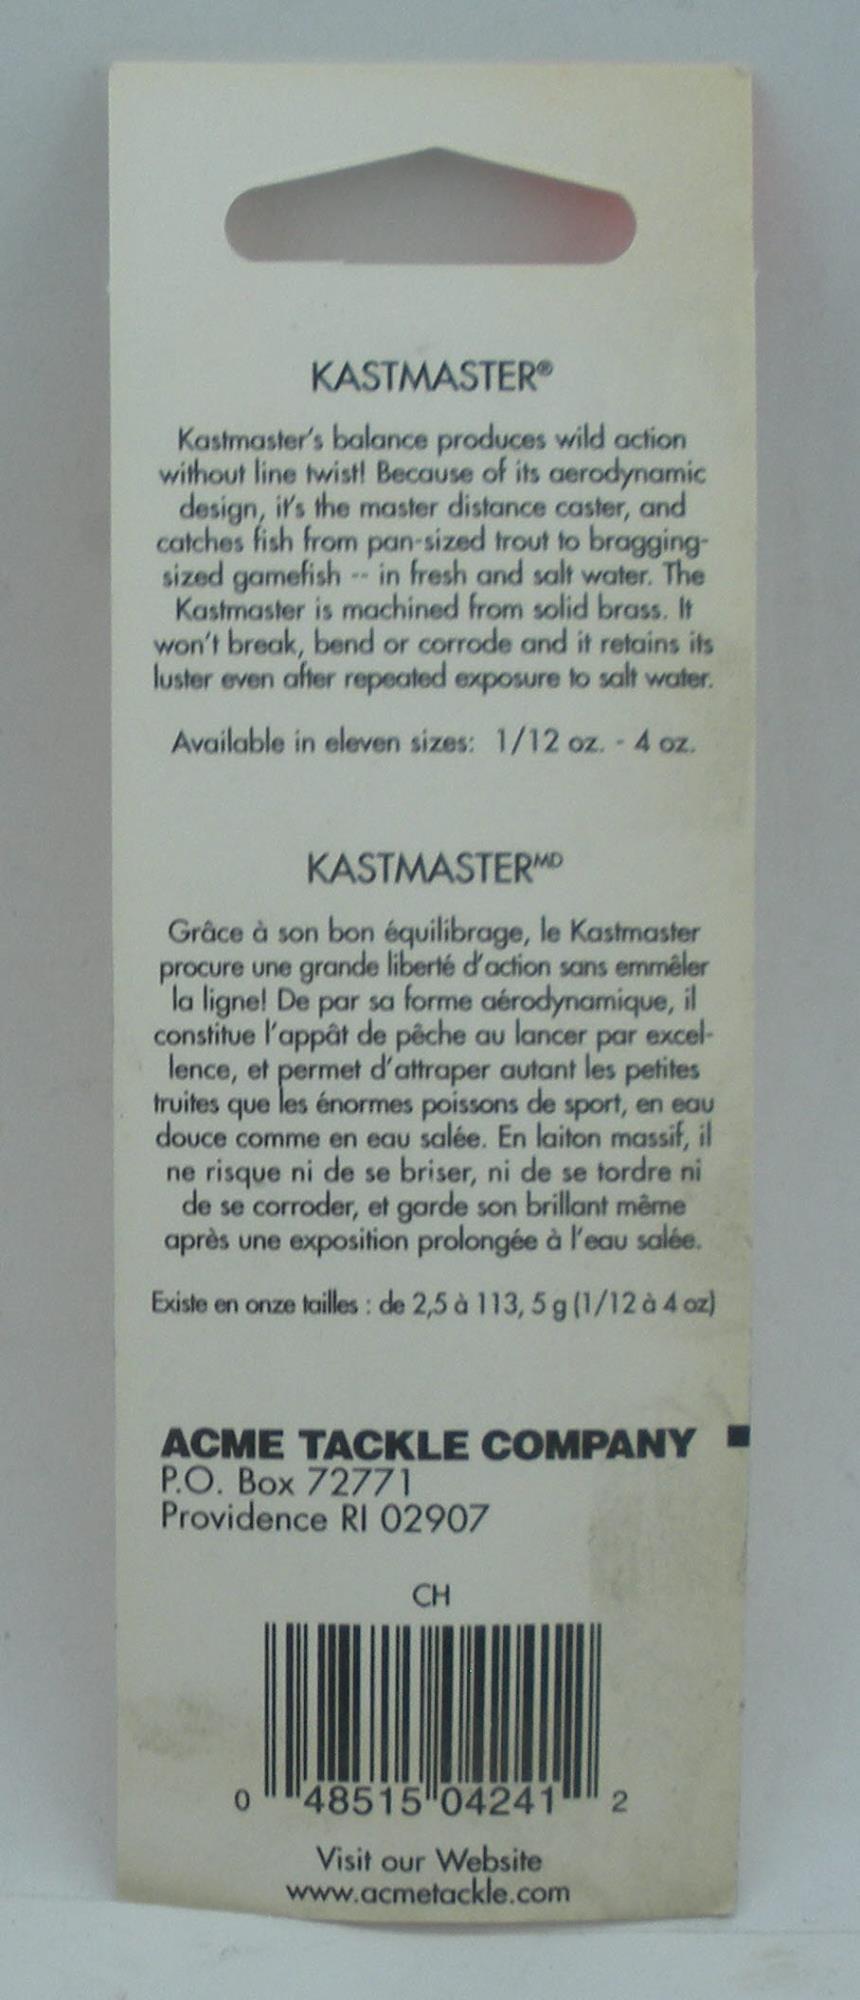 KASTMASTER®
Kastmaster's balance produces wild action
without line twist! Because of its aerodynamic
design, it's the master distance caster, and
catches fish from pan-sized trout to bragging-
sized gamefish -- in fresh and salt water. The
Kastmaster is machined from solid brass. It
won't break, bend or corrode and it retains its
luster even after repeated exposure to salt water.
Available in eleven sizes: 1/12 oz. - 4 oz.
KASTMASTERMD
Grâce à son bon équilibrage, le Kastmaster
procure une grande liberté d'action sans emmêler
la ligne! De par sa forme aérodynamique, il
constitue l'appât de pêche au lancer par excel-
lence, et permet d'attraper autant les petites
truites que les énormes poissons de sport, en eau
douce comme en eau salée. En laiton massif, il
ne risque ni de se briser, ni de se tordre ni
de se corroder, et garde son brillant même
après une exposition prolongée à l'eau salée.
Existe en onze tailles : de 2,5 à 113, 5 g (1/12 à 4 oz)
ACME TACKLE COMPANY
P.O. Box 72771
Providence RI 02907
CH
0 48515 04241 2
Visit our Website
www.acmetackle.com